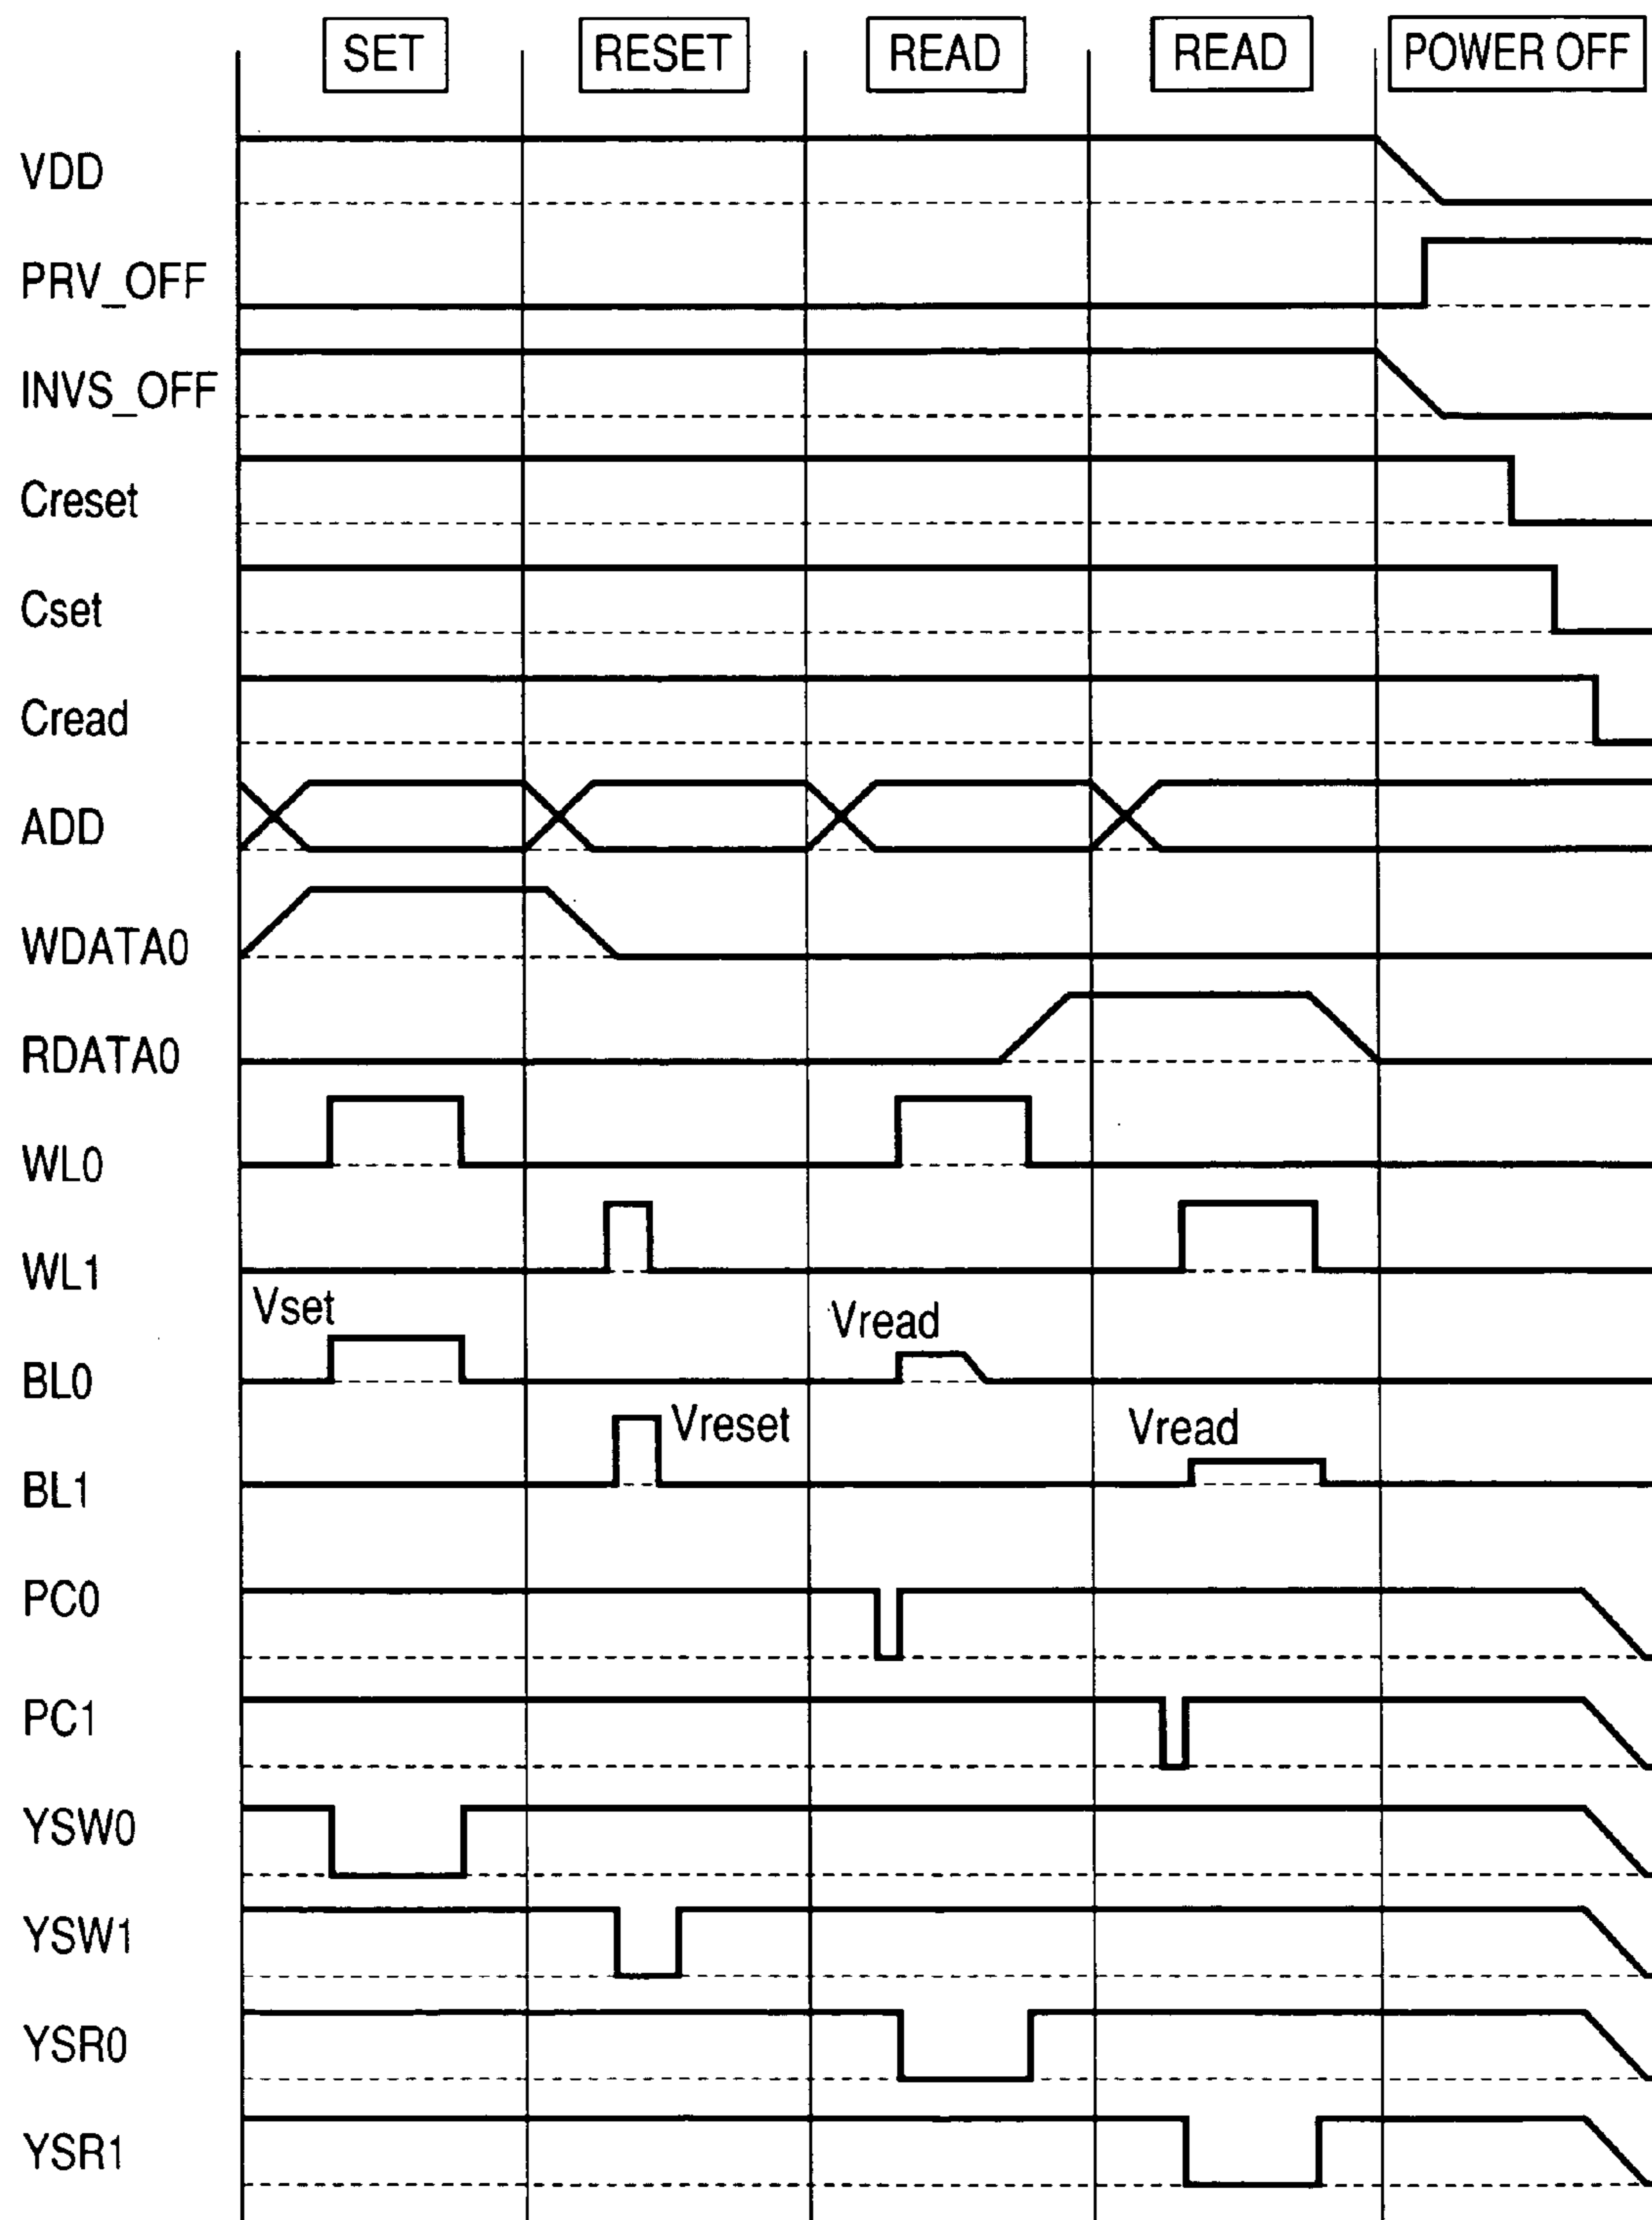 SET RESET READ READ POWER OFF
VDD
PRV_OFF
INVS_OFF
Creset
Cset
Cread
ADD
WDATA0
RDATA0
WL0
WL1
Vset Vread
BL0
Vreset Vread
BL1
PC0
PC1
YSW0
YSW1
YSR0
YSR1